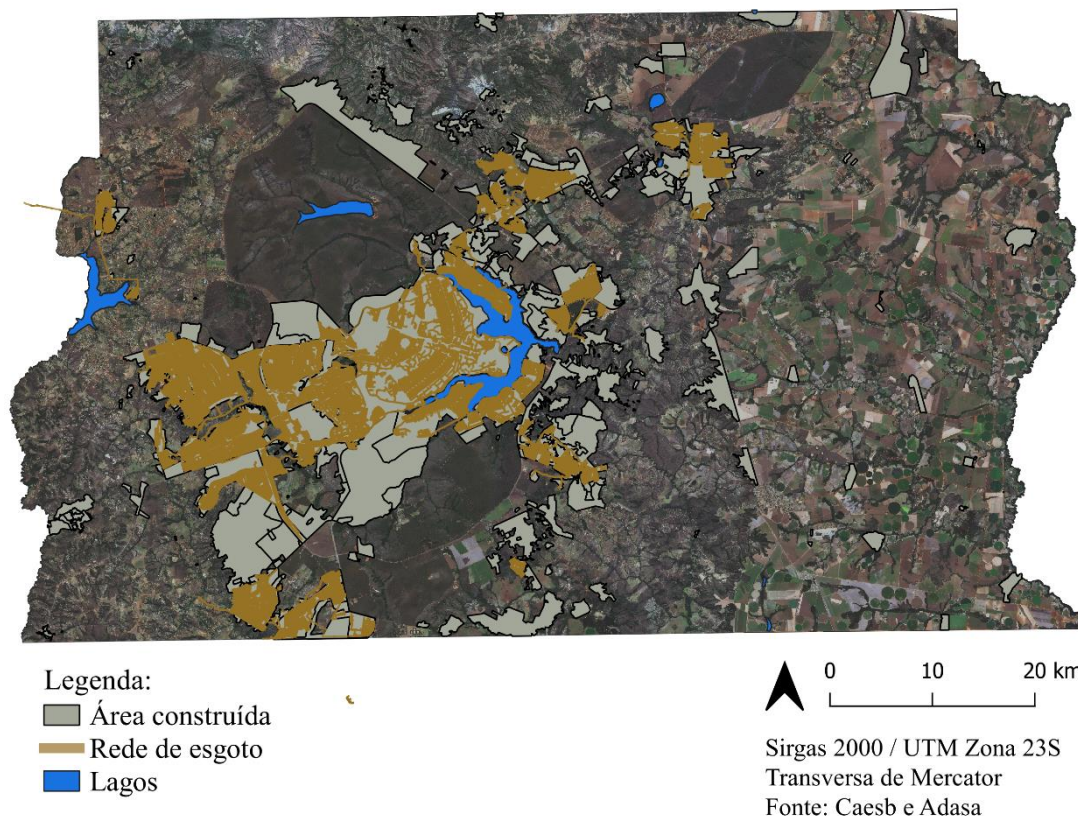 Legenda:
Área construída
Rede de esgoto
Lagos
0 10 20 km
Sirgas 2000 / UTM Zona 23S
Transversa de Mercator
Fonte: Caesb e Adasa